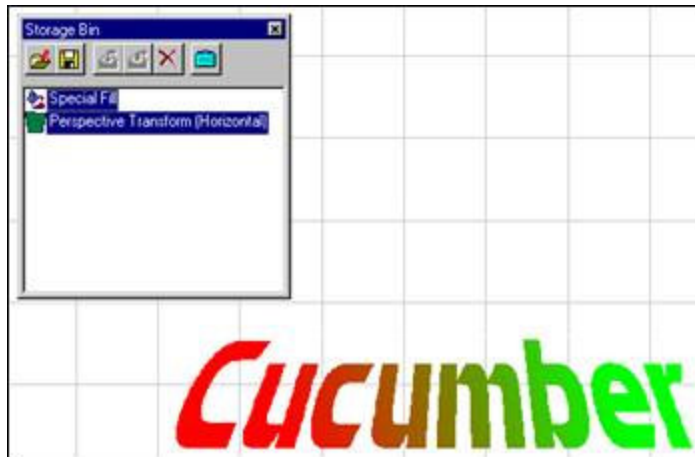 Storage Bin
Special Fill
Perspective Transform (Horizontal)
Cucumber